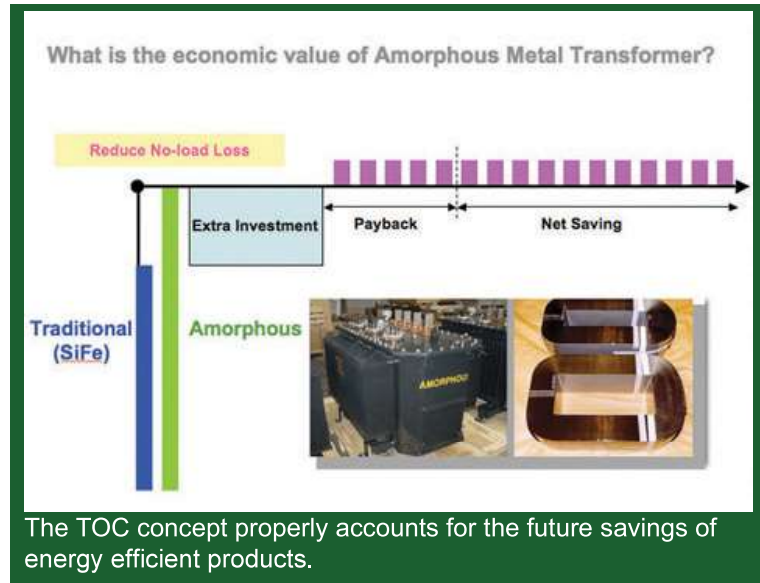 What is the economic value of Amorphous Metal Transformer?
Reduce No-load Loss
Extra Investment
Payback
Net Saving
Traditional
(SiFe)
Amorphous
AMORPHOUS
The TOC concept properly accounts for the future savings of
energy efficient products.